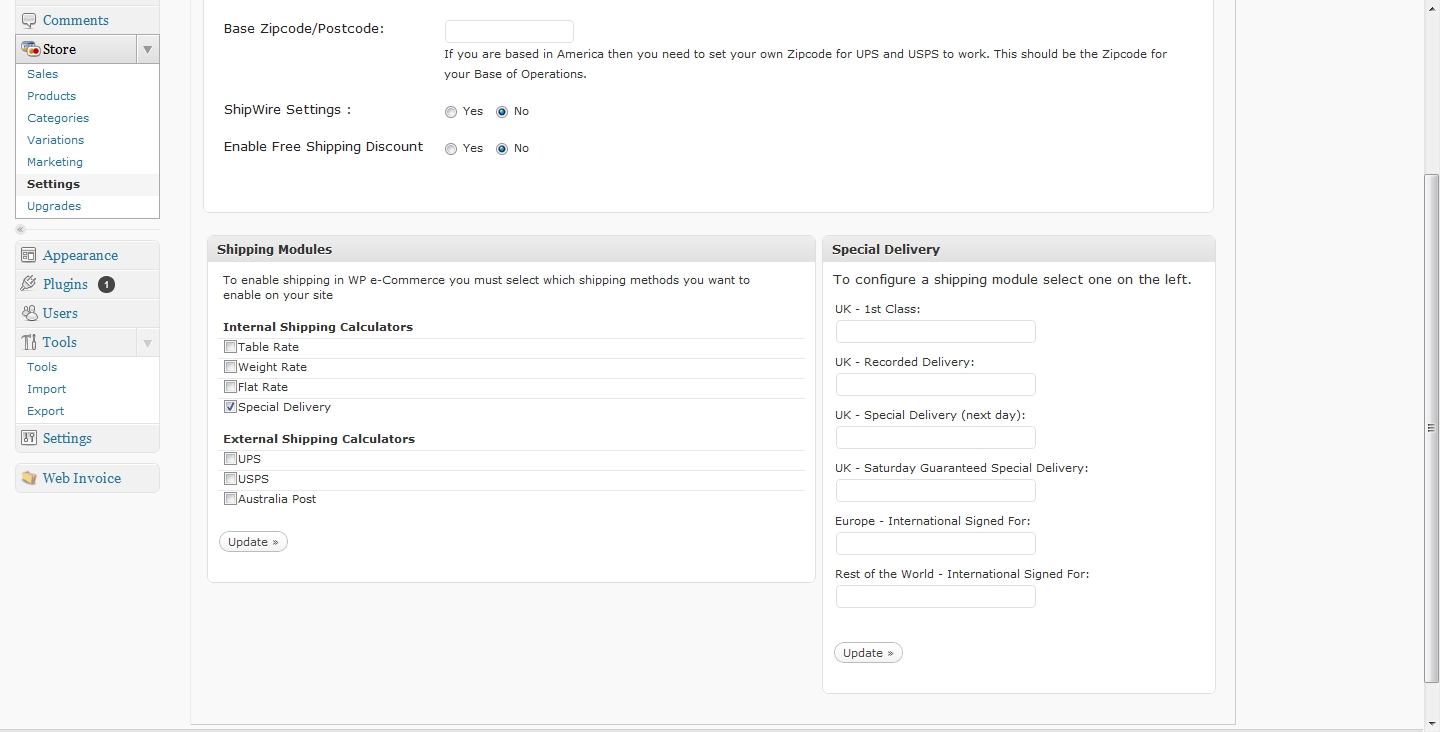 Comments
Store
Sales
Products
Categories
Variations
Marketing
Settings
Upgrades
Appearance
Plugins 1
Users
Tools
Tools
Import
Export
Settings
Web Invoice
Base Zipcode/Postcode:
If you are based in America then you need to set your own Zipcode for UPS and USPS to work. This should be the Zipcode for
your Base of Operations.
ShipWire Settings :
Yes No
Enable Free Shipping Discount
Yes No
Shipping Modules
To enable shipping in WP e-Commerce you must select which shipping methods you want to
enable on your site
Internal Shipping Calculators
Table Rate
Weight Rate
Flat Rate
Special Delivery
External Shipping Calculators
UPS
USPS
Australia Post
Update »
Special Delivery
To configure a shipping module select one on the left.
UK - 1st Class:
UK - Recorded Delivery:
UK - Special Delivery (next day):
UK - Saturday Guaranteed Special Delivery:
Europe - International Signed For:
Rest of the World - International Signed For:
Update »